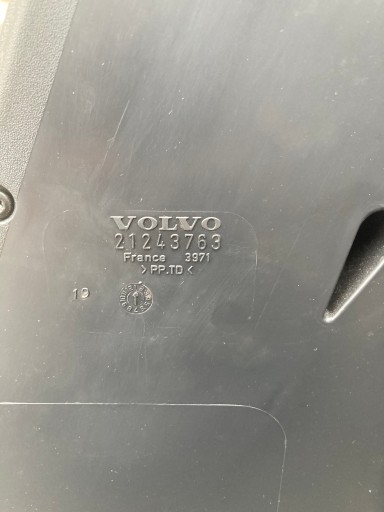 VOLVO
21243763
France 3971
>PP.TD<
19